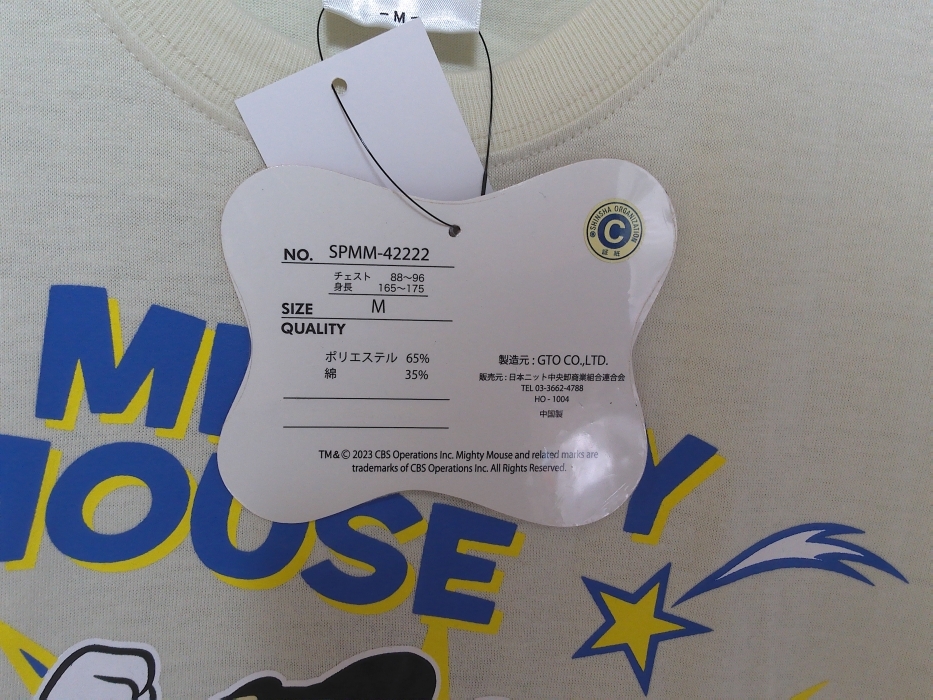 - M -
SHINSHA ORGANIZATION
C
証紙
NO. SPMM-42222
チェスト 88～96
身長 165～175
SIZE M
QUALITY
ポリエステル 65%
綿 35%
製造元 : GTO CO.,LTD.
販売元 : 日本ニット中央卸商業組合連合会
TEL 03-3662-4788
HO - 1004
中国製
TM & © 2023 CBS Operations Inc. Mighty Mouse and related marks are
trademarks of CBS Operations Inc. All Rights Reserved.
MI Y
MOUSE